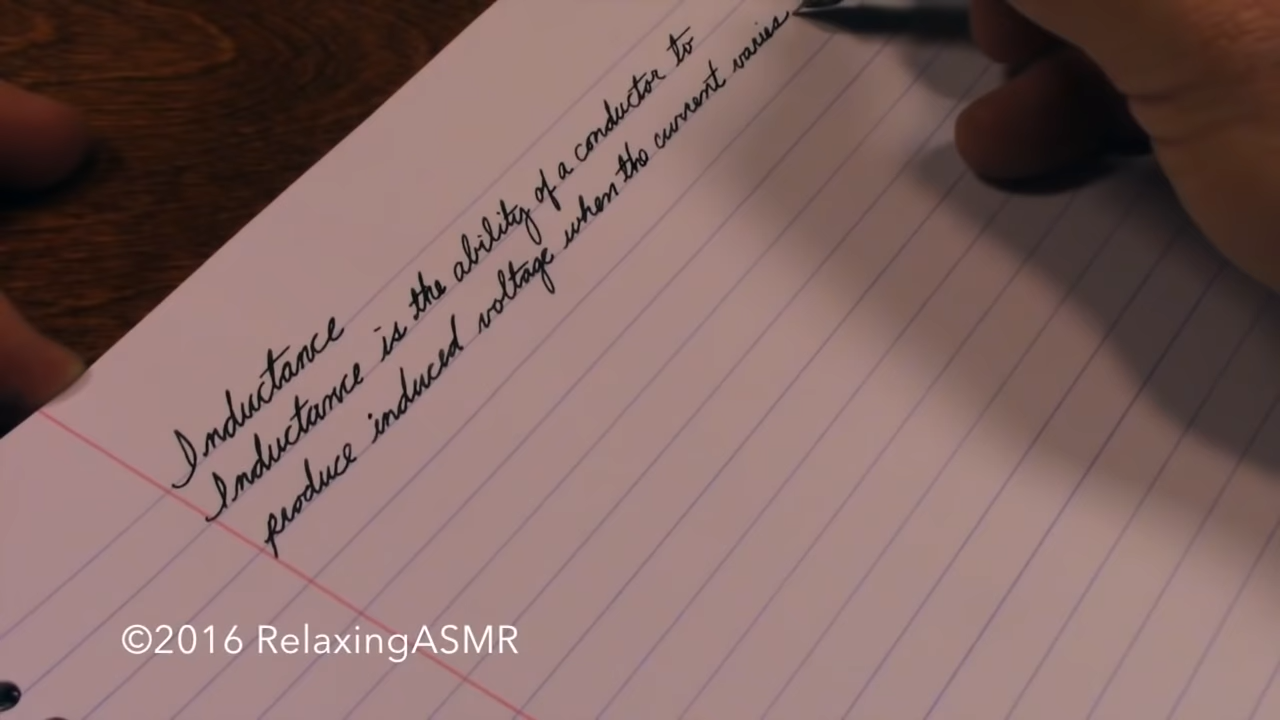 Inductance
Inductance is the ability of a conductor to
produce induced voltage when the current varies
©2016 RelaxingASMR